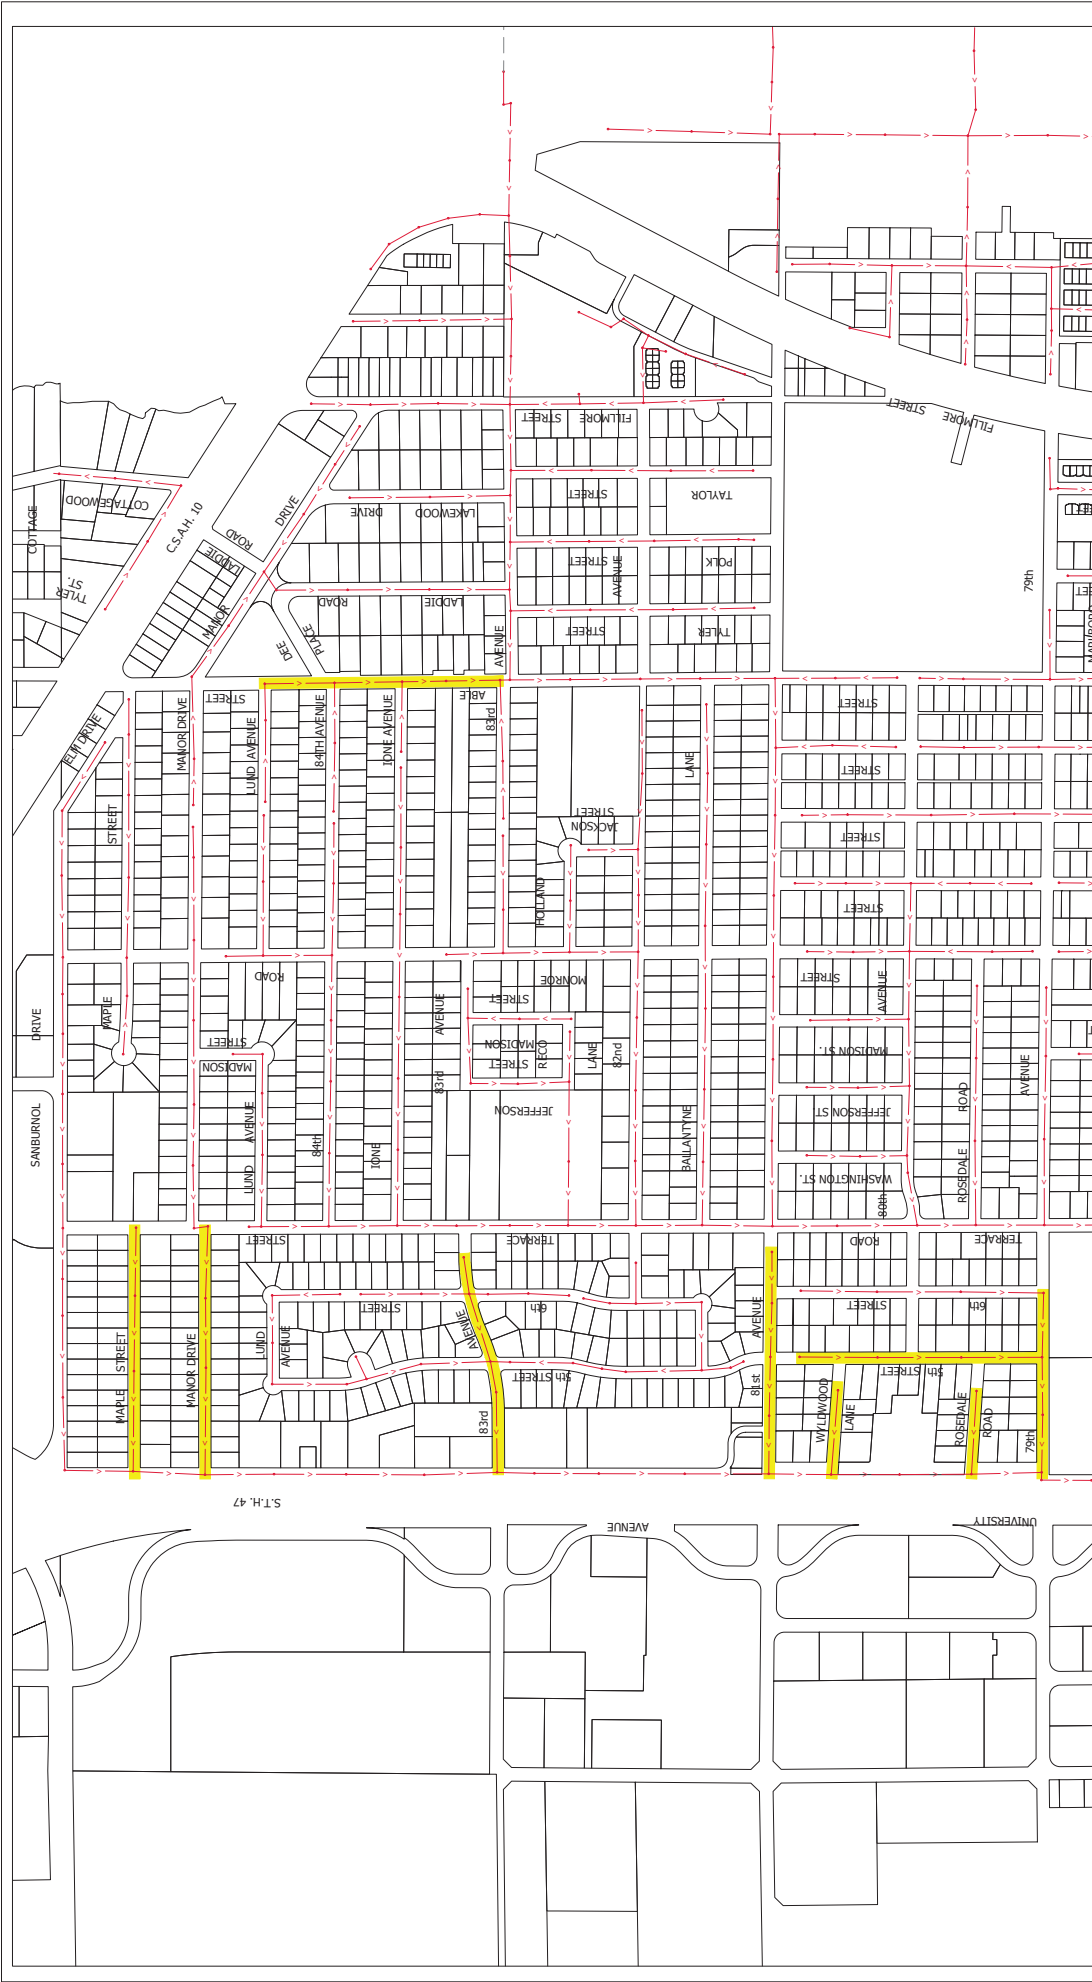 FILLMORE STREET
FILLMORE STREET
STREET
TAYLOR
COTTAGEWOOD
COTTAGE
C.S.A.H. 10
LADDIE
ROAD
DRIVE
LAKEWOOD
DRIVE
STREET
POLK
AVENUE
79th
TYLER
ST.
MANOR
DEE
PLACE
LADDIE
ROAD
AVENUE
STREET
TYLER
ABLE
STREET
ELM DRIVE
MANOR DRIVE
LUND AVENUE
84TH AVENUE
IONE AVENUE
83rd
LANE
STREET
STREET
STREET
STREET
JACKSON
STREET
STREET
HOLLAND
STREET
DRIVE
MAPLE
ROAD
AVENUE
MONROE
STREET
STREET
AVENUE
STREET
MADISON
83rd
MADISON
STREET
RECO
LANE
82nd
MADISON ST.
ROAD
AVENUE
SANBURNOL
LUND
AVENUE
84th
IONE
JEFFERSON
BALLANTYNE
JEFFERSON ST.
WASHINGTON ST.
80th
ROSEDALE
STREET
TERRACE
ROAD
TERRACE
STREET
MAPLE
MANOR DRIVE
LUND
AVENUE
STREET
6th
AVENUE
83rd
5th STREET
AVENUE
81st
STREET
6th
5th STREET
WYLDWOOD
LANE
ROSEDALE
ROAD
79th
S.T.H. 47
AVENUE
UNIVERSITY